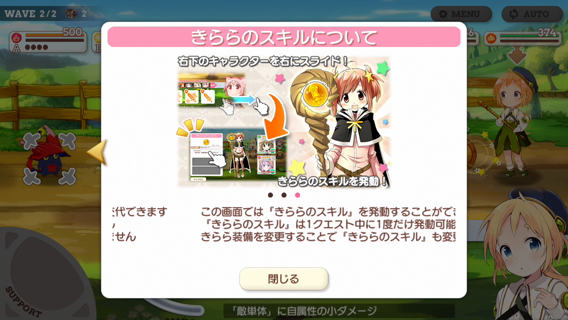 WAVE 2/2
2
MENU
AUTO
500
374
きららのスキルについて
右下のキャラクターを右にスライド！
きららのスキルを発動！
代できます
ん
ません
この画面では「きららのスキル」を発動することができ
「きららのスキル」は1クエスト中に1度だけ発動可能
きらら装備を変更することで「きららのスキル」も変更
閉じる
SUPPORT
「敵単体」に自属性の小ダメージ